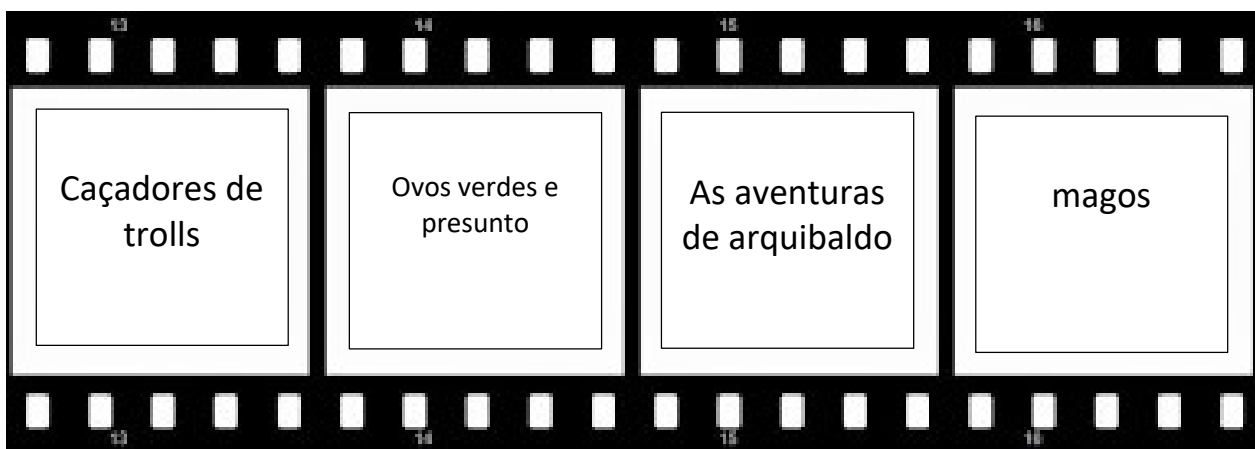 13 14 15 16
Caçadores de
trolls
Ovos verdes e
presunto
As aventuras
de arquibaldo
magos
13 14 15 16